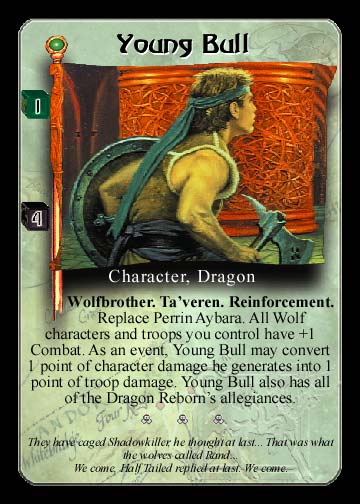 Young Bull
1
4
Character, Dragon
Wolfbrother. Ta'veren. Reinforcement.
Replace Perrin Aybara. All Wolf
characters and troops you control have +1
Combat. As an event, Young Bull may convert
1 point of character damage he generates into 1
point of troop damage. Young Bull also has all
of the Dragon Reborn's allegiances.
They have caged Shadowkiller, he thought at last... That was what
the wolves called Rand...
We come, Half Tailed replied at last. We come.